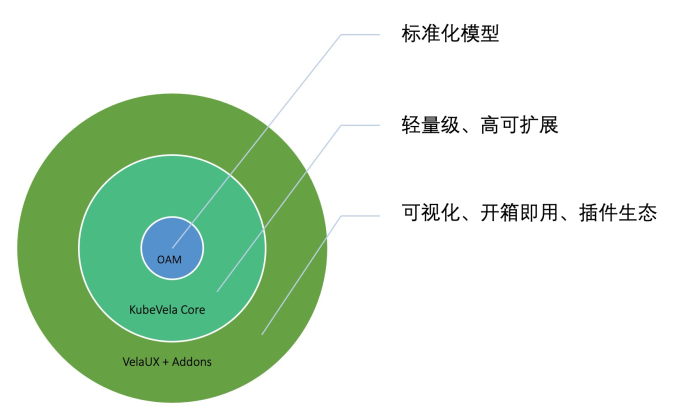 标准化模型
轻量级、高可扩展
可视化、开箱即用、插件生态
OAM
KubeVela Core
VelaUX + Addons